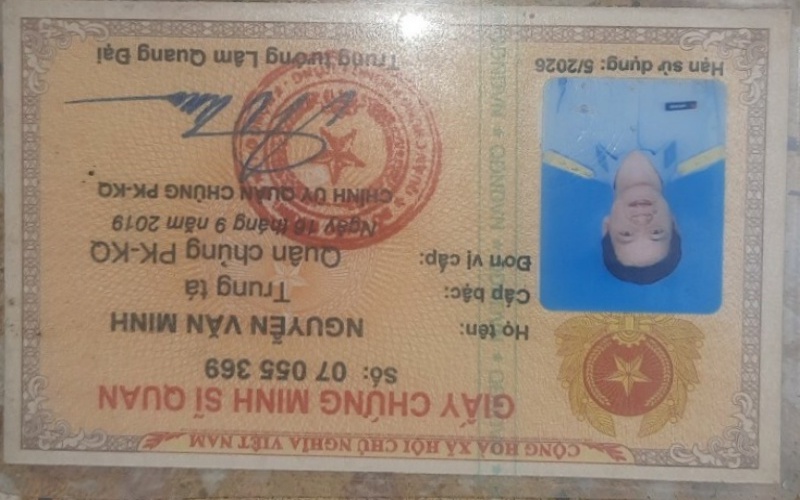 CỘNG HÒA XÃ HỘI CHỦ NGHĨA VIỆT NAM
GIẤY CHỨNG MINH SĨ QUAN
Số: 07 055 369
Họ tên: NGUYỄN VĂN MINH
Cấp bậc: Trung tá
Đơn vị cấp: Quân chủng PK-KQ
Ngày 16 tháng 9 năm 2019
CHÍNH ỦY QUÂN CHỦNG PK-KQ
Trung tướng Lâm Quang Đại
Hạn sử dụng: 5/2026